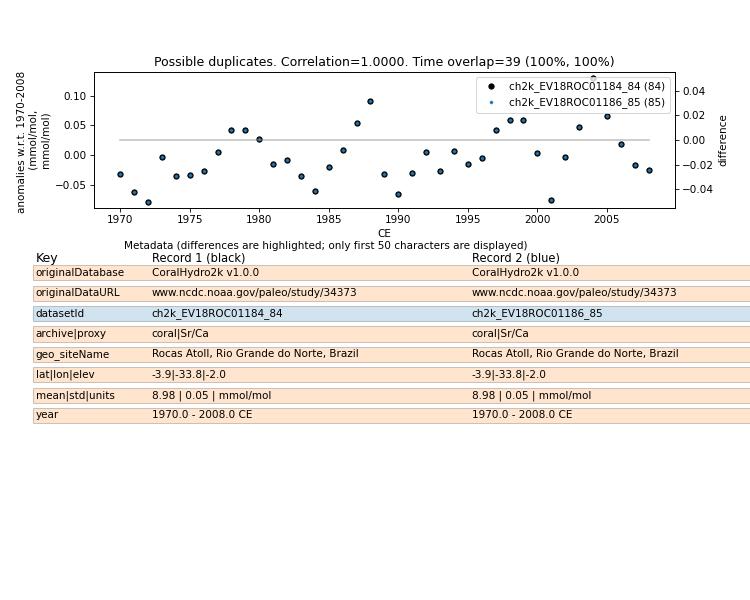 Possible duplicates. Correlation=1.0000. Time overlap=39 (100%, 100%)
anomalies w.r.t. 1970-2008
(mmol/mol,
mmol/mol)
0.10
0.05
0.00
−0.05
ch2k_EV18ROC01184_84 (84)
ch2k_EV18ROC01186_85 (85)
0.04
0.02
0.00
−0.02
−0.04
difference
1970 1975 1980 1985 1990 1995 2000 2005
CE
Metadata (differences are highlighted; only first 50 characters are displayed)
Key Record 1 (black) Record 2 (blue)
originalDatabase CoralHydro2k v1.0.0 CoralHydro2k v1.0.0
originalDataURL www.ncdc.noaa.gov/paleo/study/34373 www.ncdc.noaa.gov/paleo/study/34373
datasetId ch2k_EV18ROC01184_84 ch2k_EV18ROC01186_85
archive|proxy coral|Sr/Ca coral|Sr/Ca
geo_siteName Rocas Atoll, Rio Grande do Norte, Brazil Rocas Atoll, Rio Grande do Norte, Brazil
lat|lon|elev -3.9|-33.8|-2.0 -3.9|-33.8|-2.0
mean|std|units 8.98 | 0.05 | mmol/mol 8.98 | 0.05 | mmol/mol
year 1970.0 - 2008.0 CE 1970.0 - 2008.0 CE